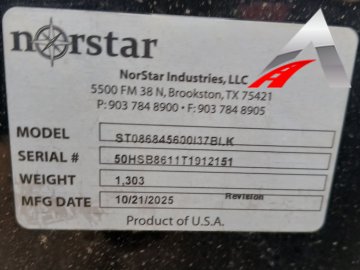 norstar
NorStar Industries, LLC
5500 FM 38 N, Brookston, TX 75421
P: 903 784 8900 • F: 903 784 8905
MODEL ST086845600I37BLK
SERIAL # 50HSB8611T1912151
WEIGHT 1,303
MFG DATE 10/21/2025 Revision
Product of U.S.A.